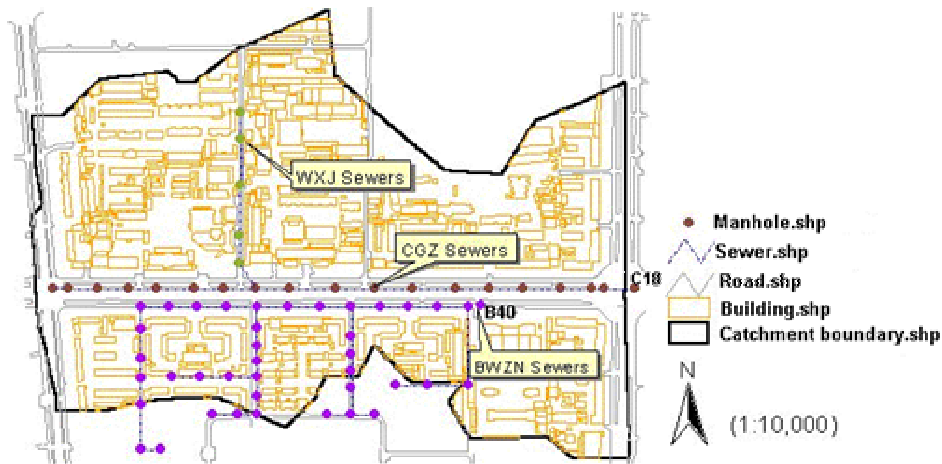 WXJ Sewers
CGZ Sewers
C18
B40
BWZN Sewers
Manhole.shp
Sewer.shp
Road.shp
Building.shp
Catchment boundary.shp
N
(1:10,000)